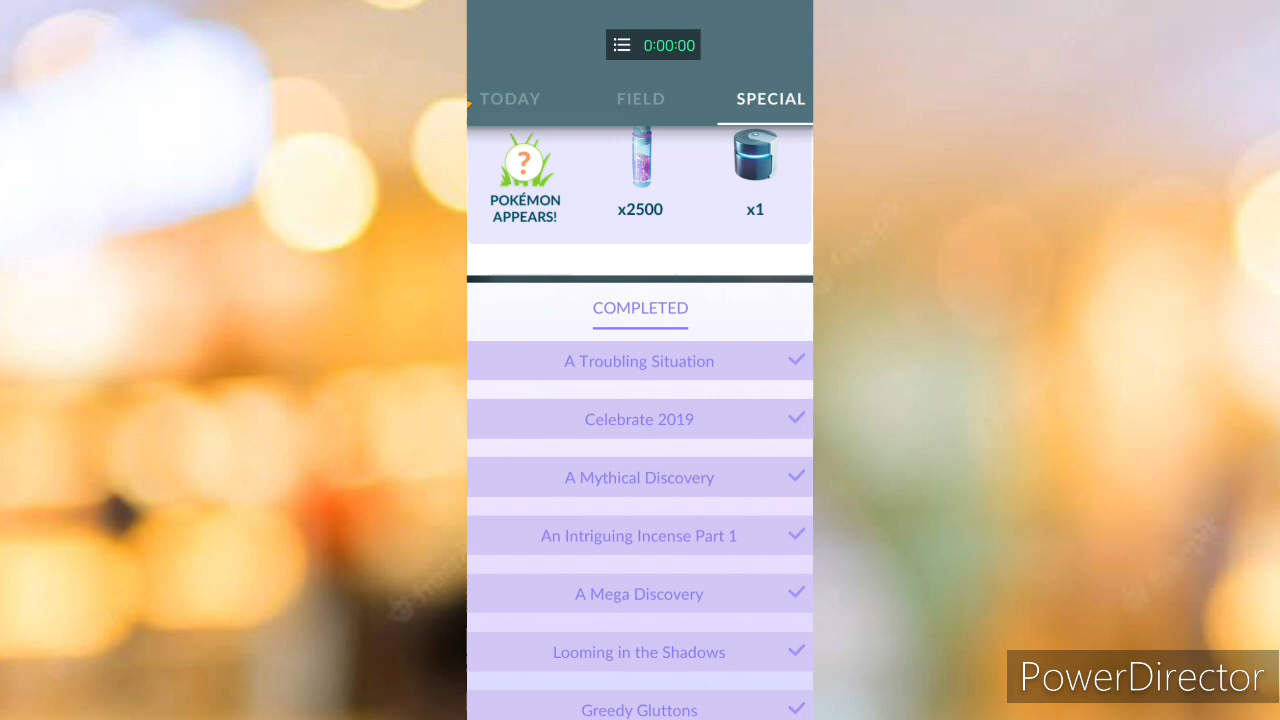 0:00:00
TODAY
FIELD
SPECIAL
?
POKÉMON
APPEARS!
x2500
x1
COMPLETED
A Troubling Situation
Celebrate 2019
A Mythical Discovery
An Intriguing Incense Part 1
A Mega Discovery
Looming in the Shadows
Greedy Gluttons
PowerDirector